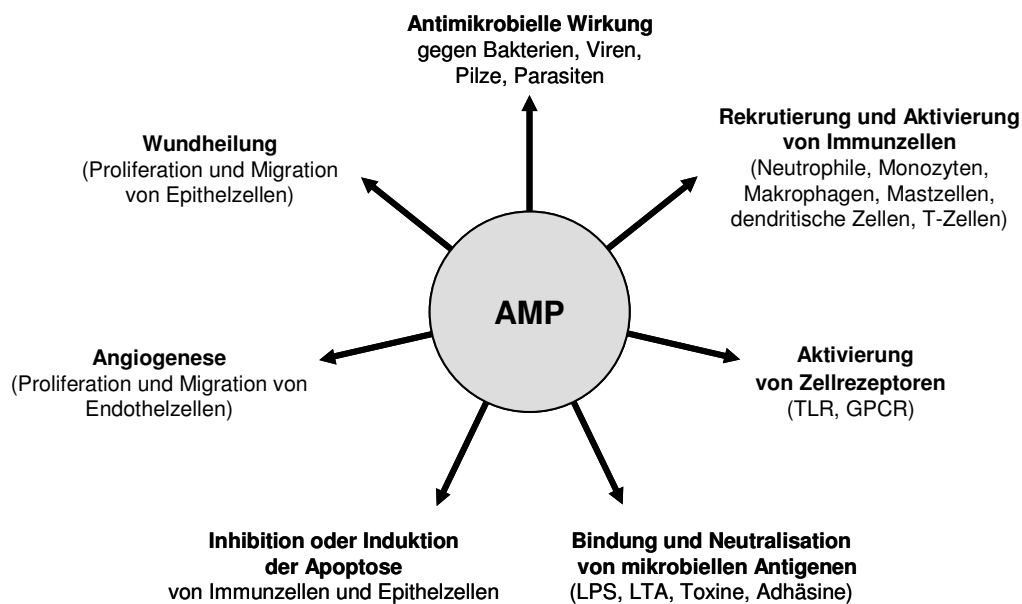 Antimikrobielle Wirkung
gegen Bakterien, Viren,
Pilze, Parasiten
Rekrutierung und Aktivierung
von Immunzellen
(Neutrophile, Monozyten,
Makrophagen, Mastzellen,
dendritische Zellen, T-Zellen)
Wundheilung
(Proliferation und Migration
von Epithelzellen)
AMP
Angiogenese
(Proliferation und Migration von
Endothelzellen)
Aktivierung
von Zellrezeptoren
(TLR, GPCR)
Inhibition oder Induktion
der Apoptose
von Immunzellen und Epithelzellen
Bindung und Neutralisation
von mikrobiellen Antigenen
(LPS, LTA, Toxine, Adhäsine)